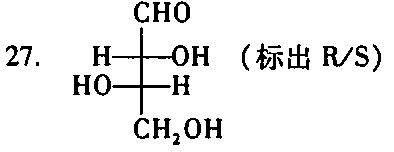 CHO
27. H OH (标出 R/S)
HO H
CH₂OH